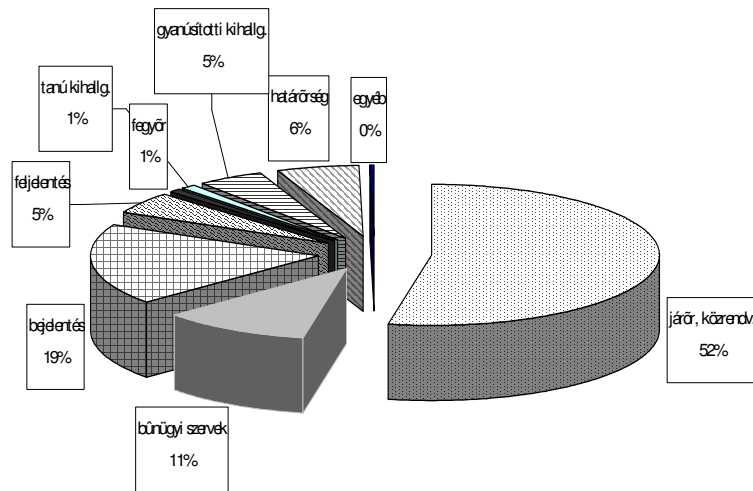 gyanúsítotti kihallg.
5%
tanú kihallg.
1%
fegyőr
1%
határőrség
6%
egyéb
0%
feljelentés
5%
bejelentés
19%
bűnügyi szervek
11%
járőr, közrendv.
52%